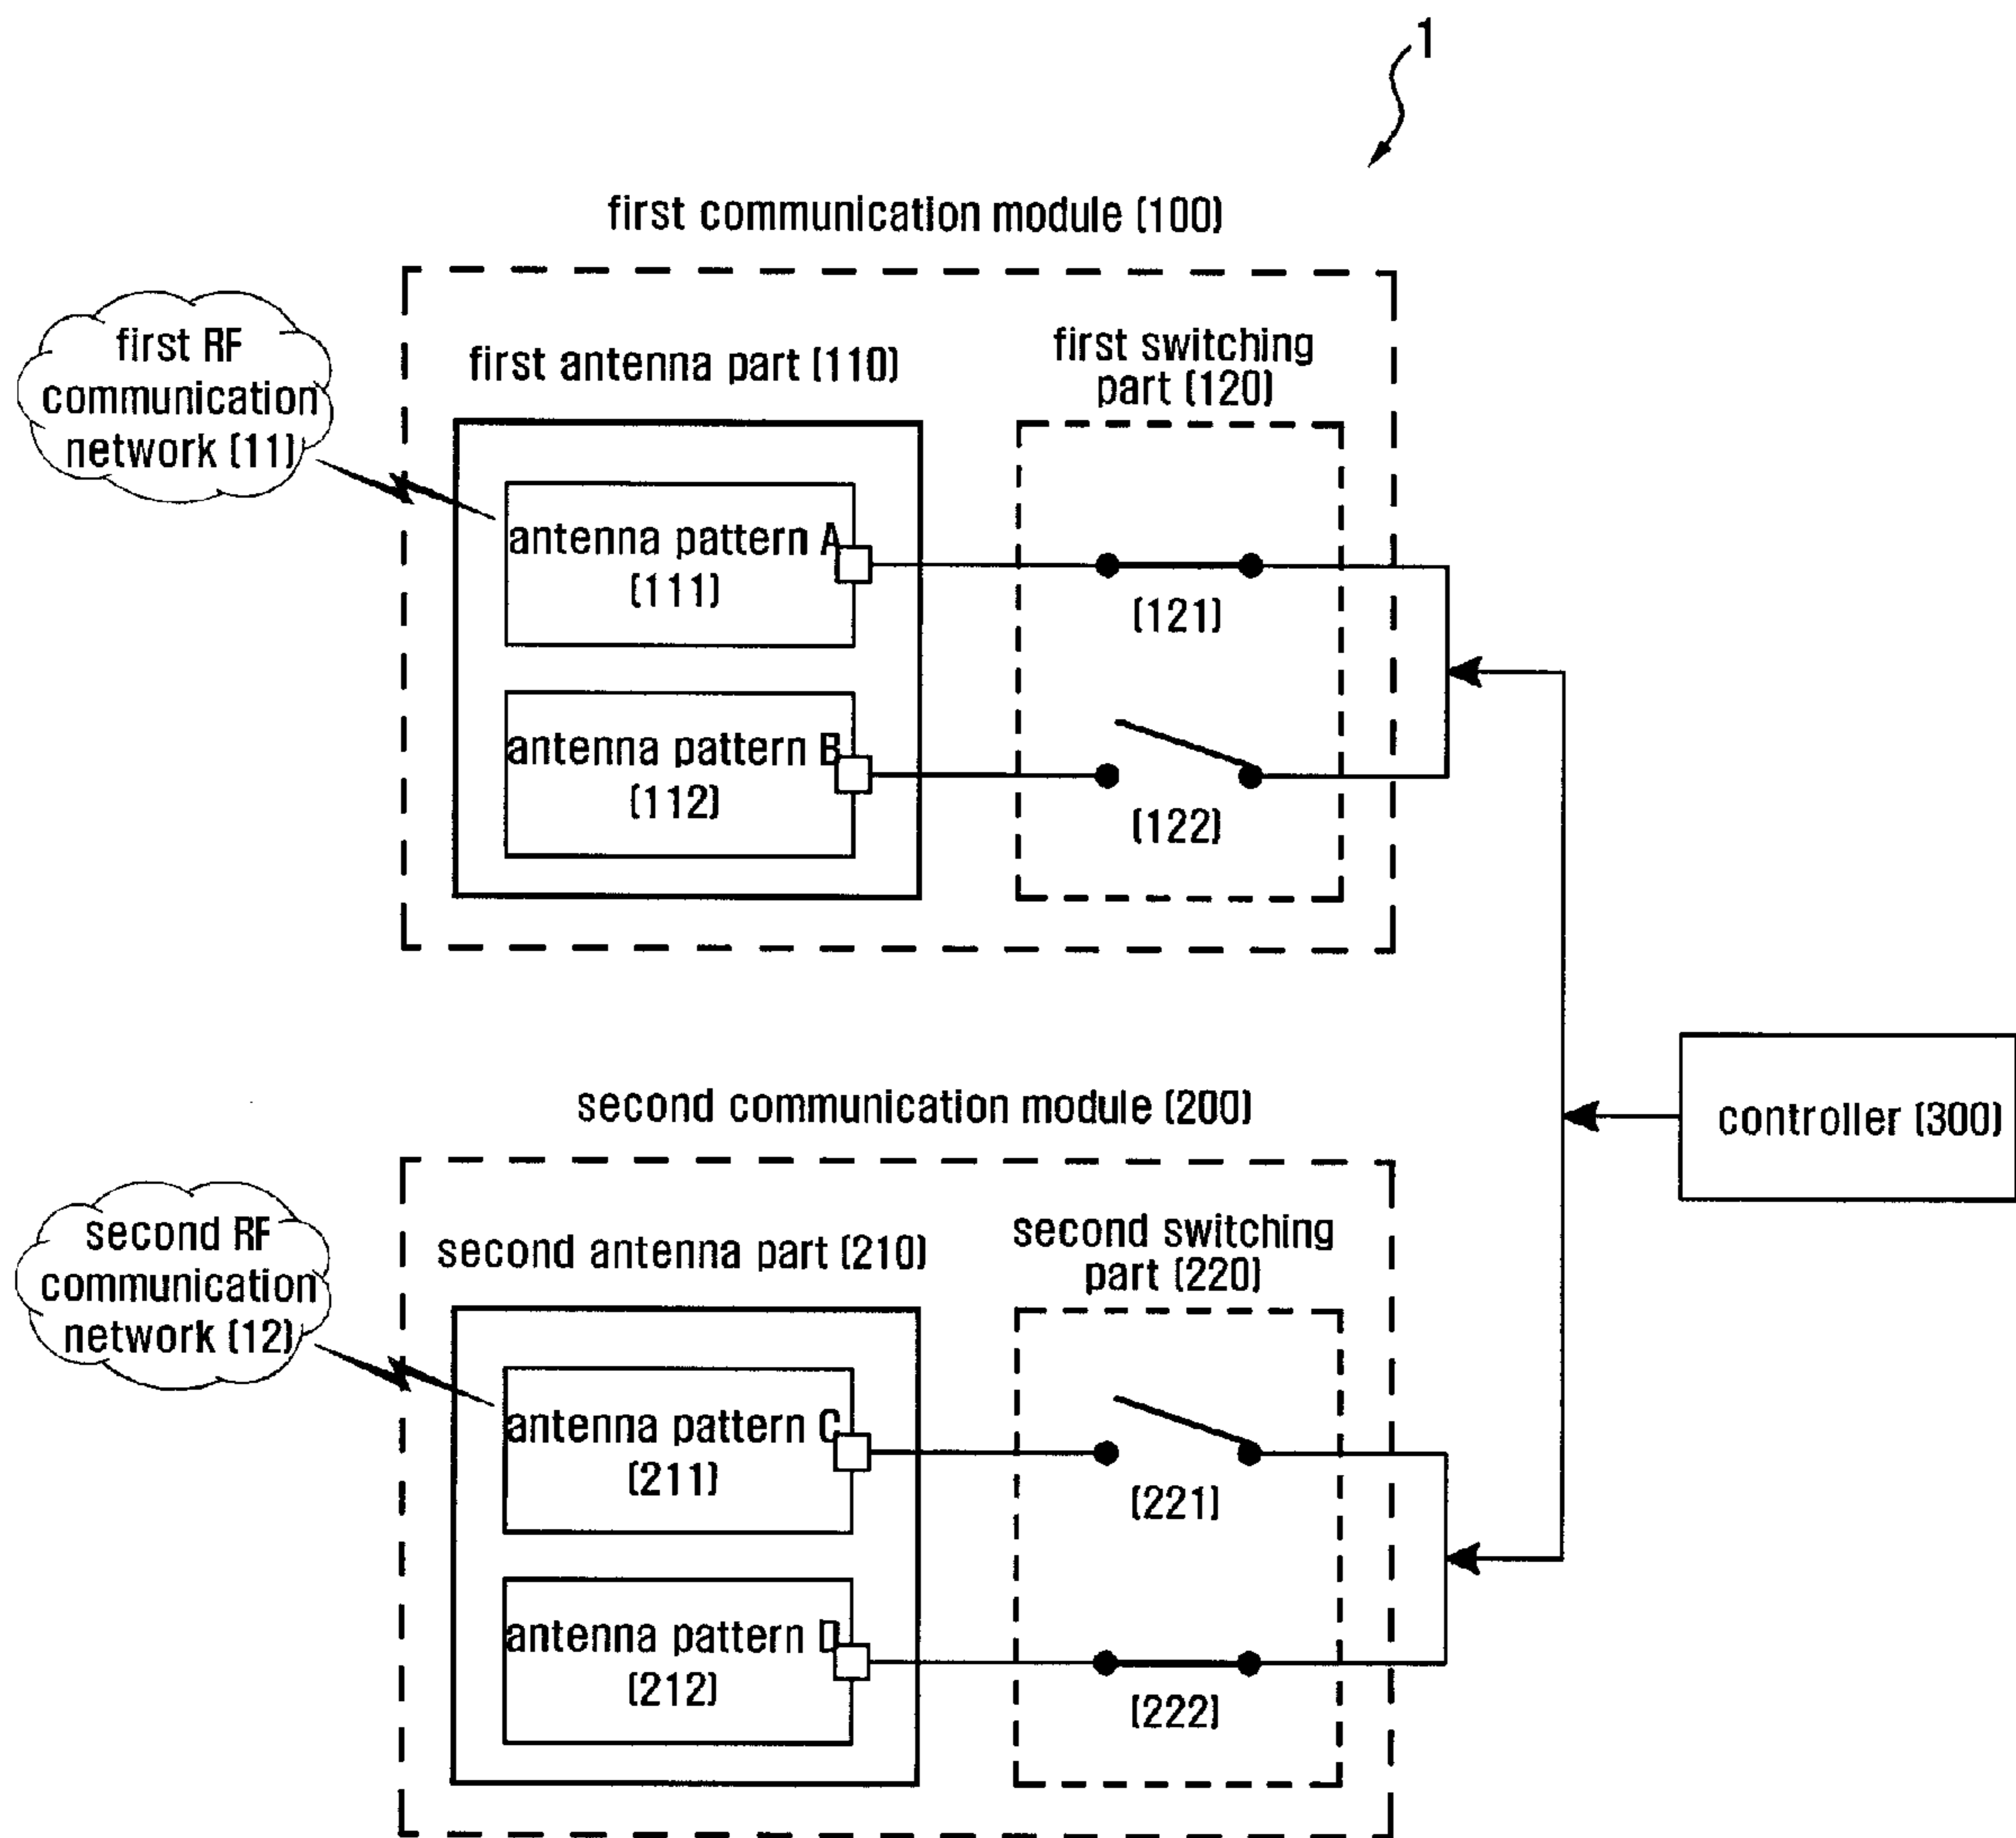 1
first communication module (100)
first RF
communication
network (11)
first antenna part (110)
first switching
part (120)
antenna pattern A
(111)
(121)
antenna pattern B
(112)
(122)
controller (300)
second communication module (200)
second RF
communication
network (12)
second antenna part (210)
second switching
part (220)
antenna pattern C
(211)
(221)
antenna pattern D
(212)
(222)